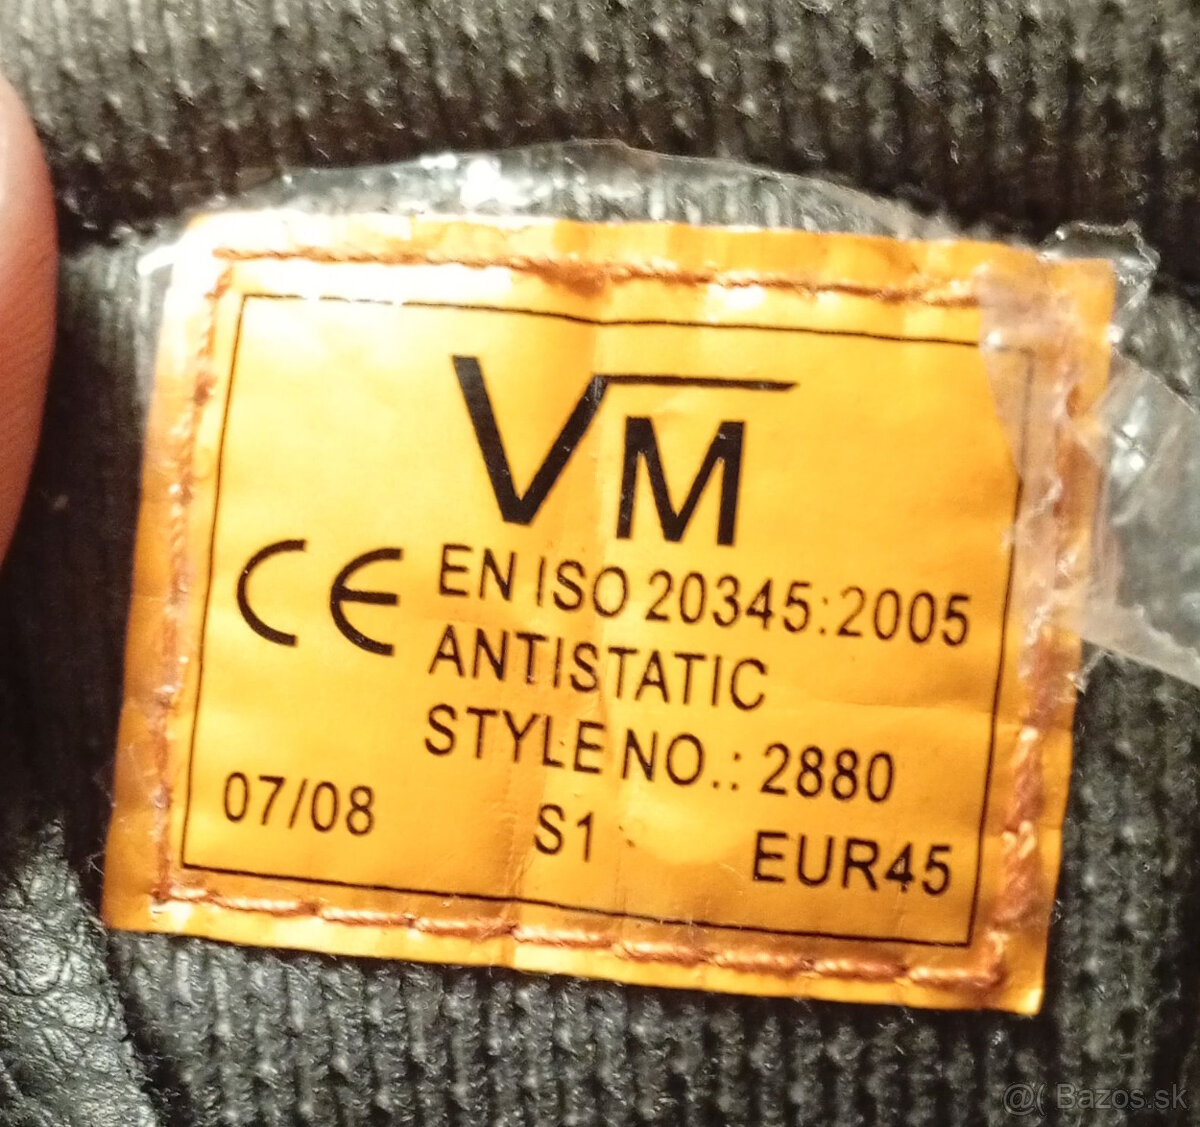 VM
CE EN ISO 20345:2005
ANTISTATIC
STYLE NO.: 2880
07/08 S1 EUR45
@( Bazos.sk